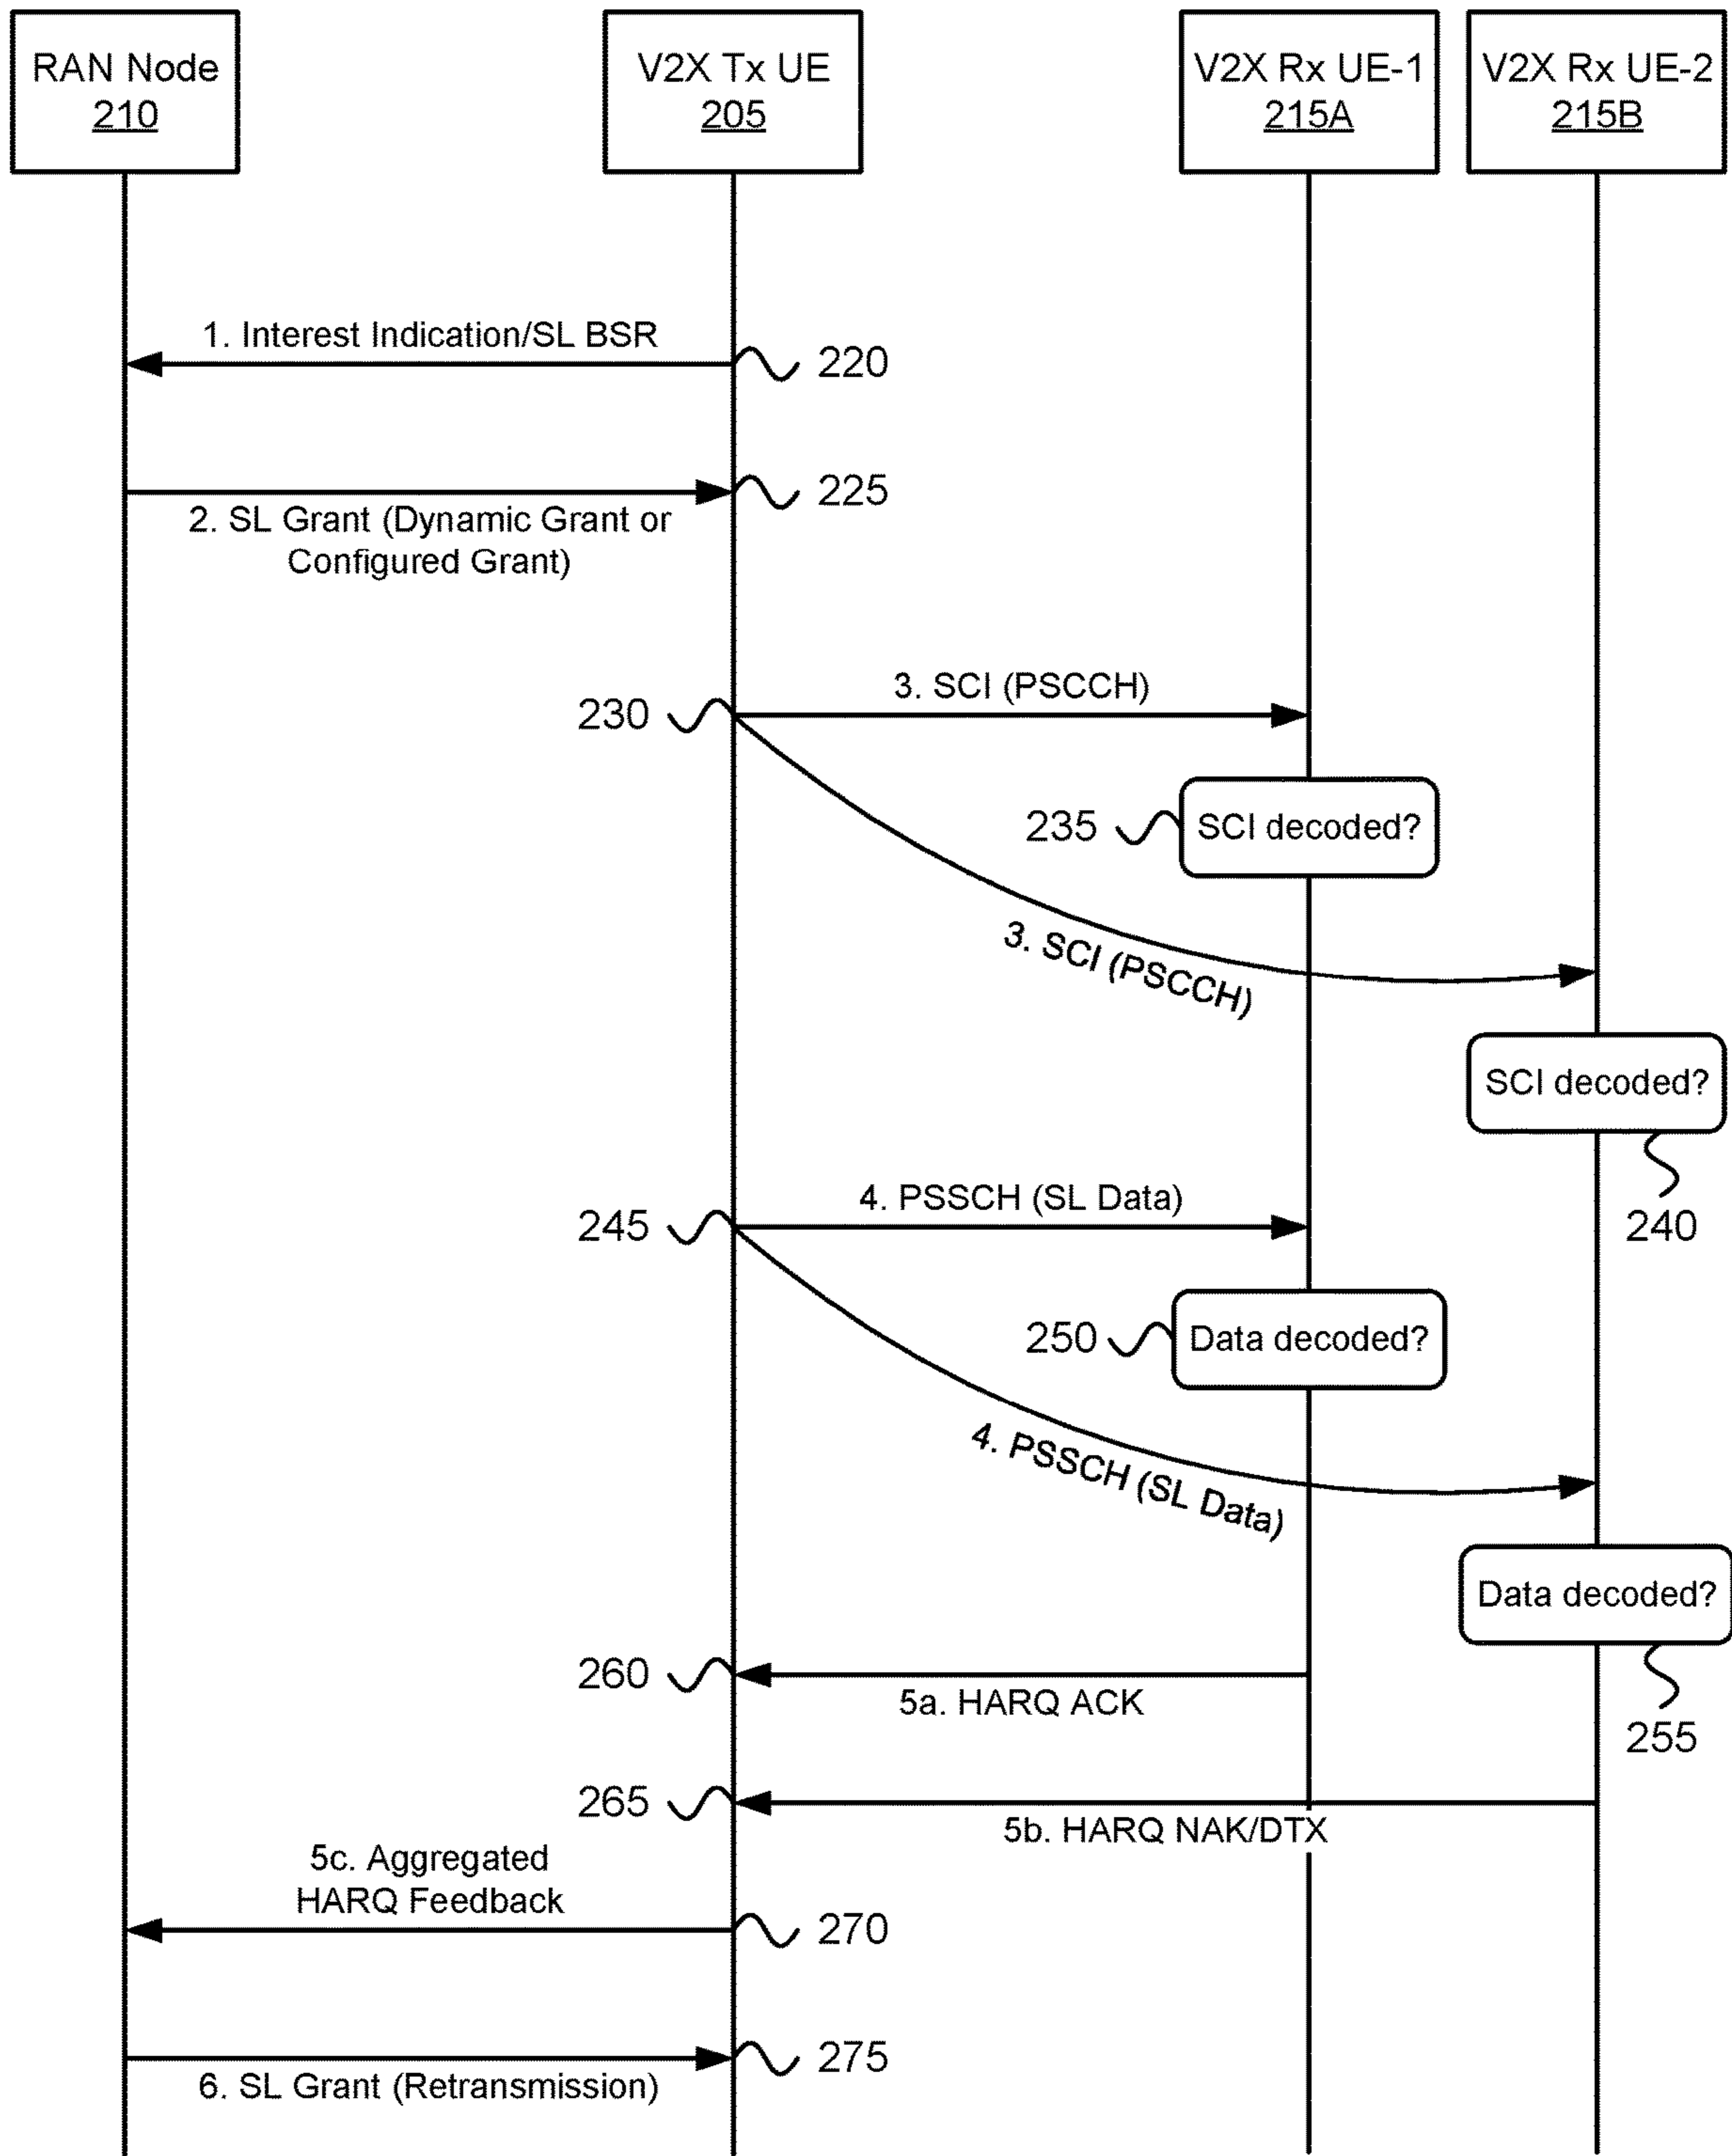 RAN Node
210
V2X Tx UE
205
V2X Rx UE-1
215A
V2X Rx UE-2
215B
1. Interest Indication/SL BSR
220
225
2. SL Grant (Dynamic Grant or
Configured Grant)
230
3. SCI (PSCCH)
235
SCI decoded?
3. SCI (PSCCH)
SCI decoded?
240
245
4. PSSCH (SL Data)
250
Data decoded?
4. PSSCH (SL Data)
Data decoded?
255
260
5a. HARQ ACK
265
5b. HARQ NAK/DTX
5c. Aggregated
HARQ Feedback
270
275
6. SL Grant (Retransmission)